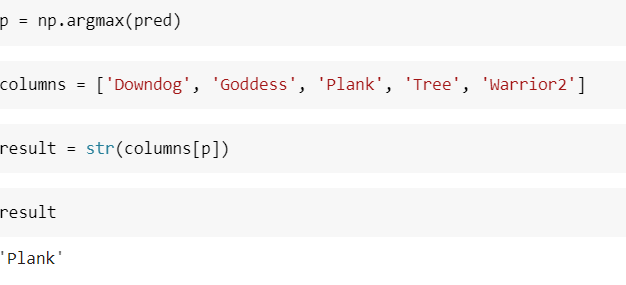 p = np.argmax(pred)
columns = ['Downdog', 'Goddess', 'Plank', 'Tree', 'Warrior2']
result = str(columns[p])
result
'Plank'